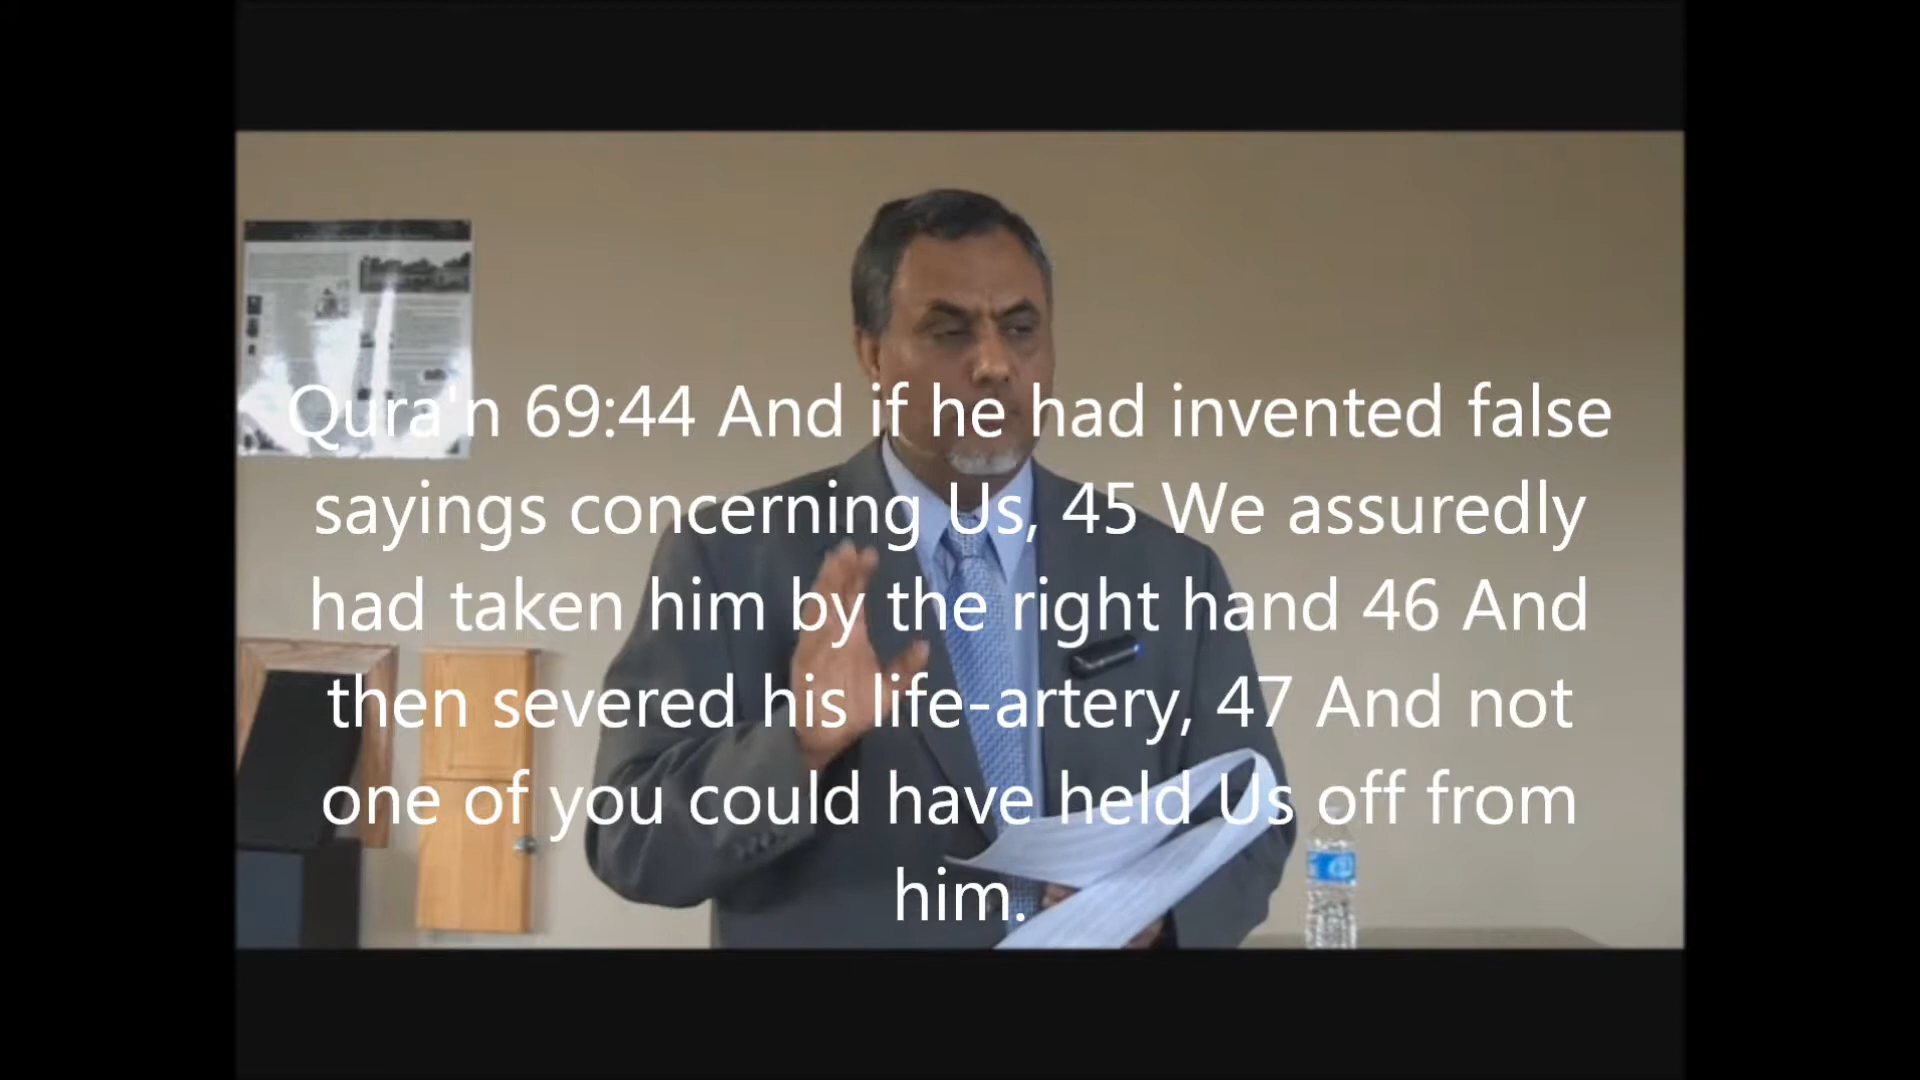 Qura'n 69:44 And if he had invented false
sayings concerning Us, 45 We assuredly
had taken him by the right hand 46 And
then severed his life-artery, 47 And not
one of you could have held Us off from
him.